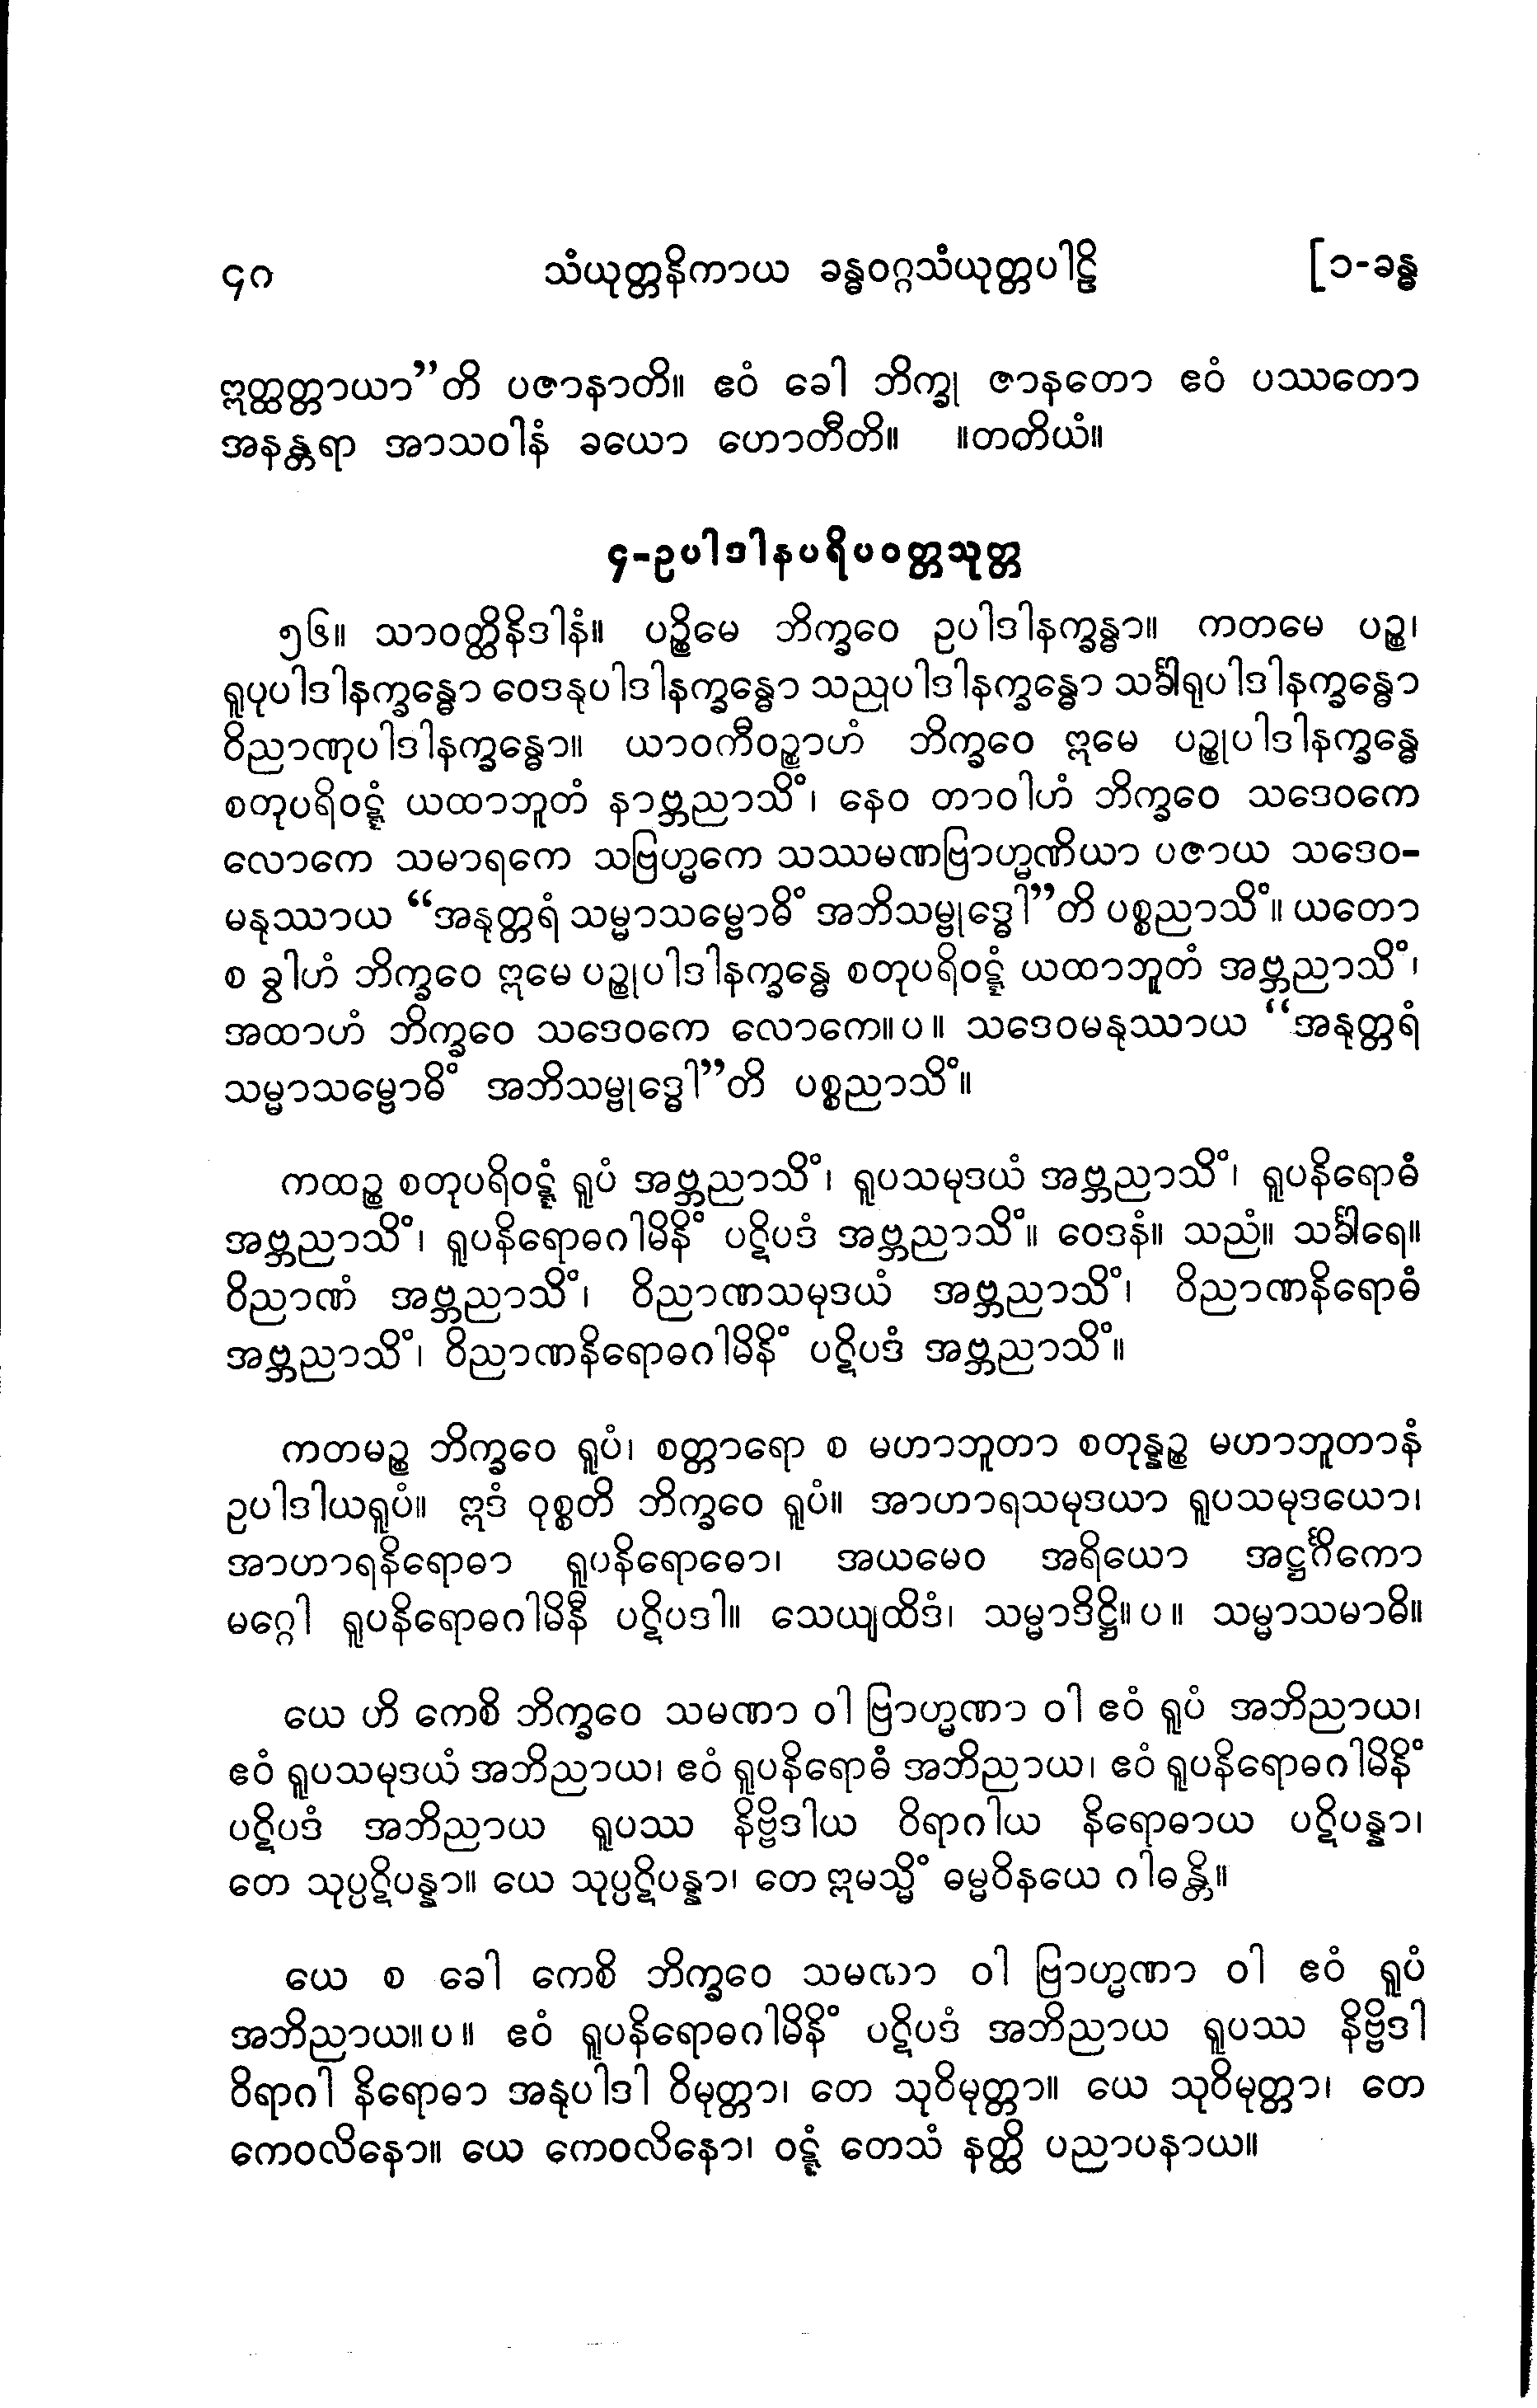 ၄၈ သံယုတ္တနိကာယ ခန္ဓဝဂ္ဂသံယုတ္တပါဠိ [၁-ခန္ဓ
ဣတ္ထတ္တာယာ”တိ ပဇာနာတိ။ ဧဝံ ခေါ ဘိက္ခု ဇာနတော ဧဝံ ပဿတော
အနန္တရာ အာသဝါနံ ခယော ဟောတီတိ။ ။တတိယံ။
၄-ဥပါဒါနပရိပဝတ္တသုတ္တ
၅၆။ သာဝတ္ထိနိဒါနံ။ ပဉ္စိမေ ဘိက္ခဝေ ဥပါဒါနက္ခန္ဓာ။ ကတမေ ပဉ္စ၊
ရူပုပါဒါနက္ခန္ဓော ဝေဒနုပါဒါနက္ခန္ဓော သညုပါဒါနက္ခန္ဓော သင်္ခါရုပါဒါနက္ခန္ဓော
ဝိညာဏုပါဒါနက္ခန္ဓော။ ယာဝကီဝဉ္စာဟံ ဘိက္ခဝေ ဣမေ ပဉ္စုပါဒါနက္ခန္ဓေ
စတုပရိဝဋ္ဋံ ယထာဘူတံ နာဗ္ဘညာသိံ၊ နေဝ တာဝါဟံ ဘိက္ခဝေ သဒေဝကေ
လောကေ သမာရကေ သဗြဟ္မကေ သဿမဏဗြာဟ္မဏိယာ ပဇာယ သဒေဝ-
မနုဿာယ “အနုတ္တရံ သမ္မာသမ္ဗောဓိံ အဘိသမ္ဗုဒ္ဓေါ”တိ ပစ္စညာသိံ။ ယတော
စ ခွါဟံ ဘိက္ခဝေ ဣမေ ပဉ္စုပါဒါနက္ခန္ဓေ စတုပရိဝဋ္ဋံ ယထာဘူတံ အဗ္ဘညာသိံ၊
အထာဟံ ဘိက္ခဝေ သဒေဝကေ လောကေ။ပ။ သဒေဝမနုဿာယ “အနုတ္တရံ
သမ္မာသမ္ဗောဓိံ အဘိသမ္ဗုဒ္ဓေါ”တိ ပစ္စညာသိံ။
ကထဉ္စ စတုပရိဝဋ္ဋံ ရူပံ အဗ္ဘညာသိံ၊ ရူပသမုဒယံ အဗ္ဘညာသိံ၊ ရူပနိရောဓံ
အဗ္ဘညာသိံ၊ ရူပနိရောဓဂါမိနိံ ပဋိပဒံ အဗ္ဘညာသိံ။ ဝေဒနံ။ သညံ။ သင်္ခါရေ။
ဝိညာဏံ အဗ္ဘညာသိံ၊ ဝိညာဏသမုဒယံ အဗ္ဘညာသိံ၊ ဝိညာဏနိရောဓံ
အဗ္ဘညာသိံ၊ ဝိညာဏနိရောဓဂါမိနိံ ပဋိပဒံ အဗ္ဘညာသိံ။
ကတမဉ္စ ဘိက္ခဝေ ရူပံ၊ စတ္တာရော စ မဟာဘူတာ စတုန္နဉ္စ မဟာဘူတာနံ
ဥပါဒါယရူပံ။ ဣဒံ ဝုစ္စတိ ဘိက္ခဝေ ရူပံ။ အာဟာရသမုဒယာ ရူပသမုဒယော၊
အာဟာရနိရောဓာ ရူပနိရောဓော၊ အယမေဝ အရိယော အဋ္ဌင်္ဂိကော
မဂ္ဂေါ ရူပနိရောဓဂါမိနီ ပဋိပဒါ။ သေယျထိဒံ၊ သမ္မာဒိဋ္ဌိ။ပ။ သမ္မာသမာဓိ။
ယေ ဟိ ကေစိ ဘိက္ခဝေ သမဏာ ဝါ ဗြာဟ္မဏာ ဝါ ဧဝံ ရူပံ အဘိညာယ၊
ဧဝံ ရူပသမုဒယံ အဘိညာယ၊ ဧဝံ ရူပနိရောဓံ အဘိညာယ၊ ဧဝံ ရူပနိရောဓဂါမိနိံ
ပဋိပဒံ အဘိညာယ ရူပဿ နိဗ္ဗိဒါယ ဝိရာဂါယ နိရောဓာယ ပဋိပန္နာ၊
တေ သုပ္ပဋိပန္နာ။ ယေ သုပ္ပဋိပန္နာ၊ တေ ဣမသ္မိံ ဓမ္မဝိနယေ ဂါဓန္တိ။
ယေ စ ခေါ ကေစိ ဘိက္ခဝေ သမဏာ ဝါ ဗြာဟ္မဏာ ဝါ ဧဝံ ရူပံ
အဘိညာယ။ပ။ ဧဝံ ရူပနိရောဓဂါမိနိံ ပဋိပဒံ အဘိညာယ ရူပဿ နိဗ္ဗိဒါ
ဝိရာဂါ နိရောဓာ အနုပါဒါ ဝိမုတ္တာ၊ တေ သုဝိမုတ္တာ။ ယေ သုဝိမုတ္တာ၊ တေ
ကေဝလိနော။ ယေ ကေဝလိနော၊ ဝဋ္ဋံ တေသံ နတ္ထိ ပညာပနာယ။